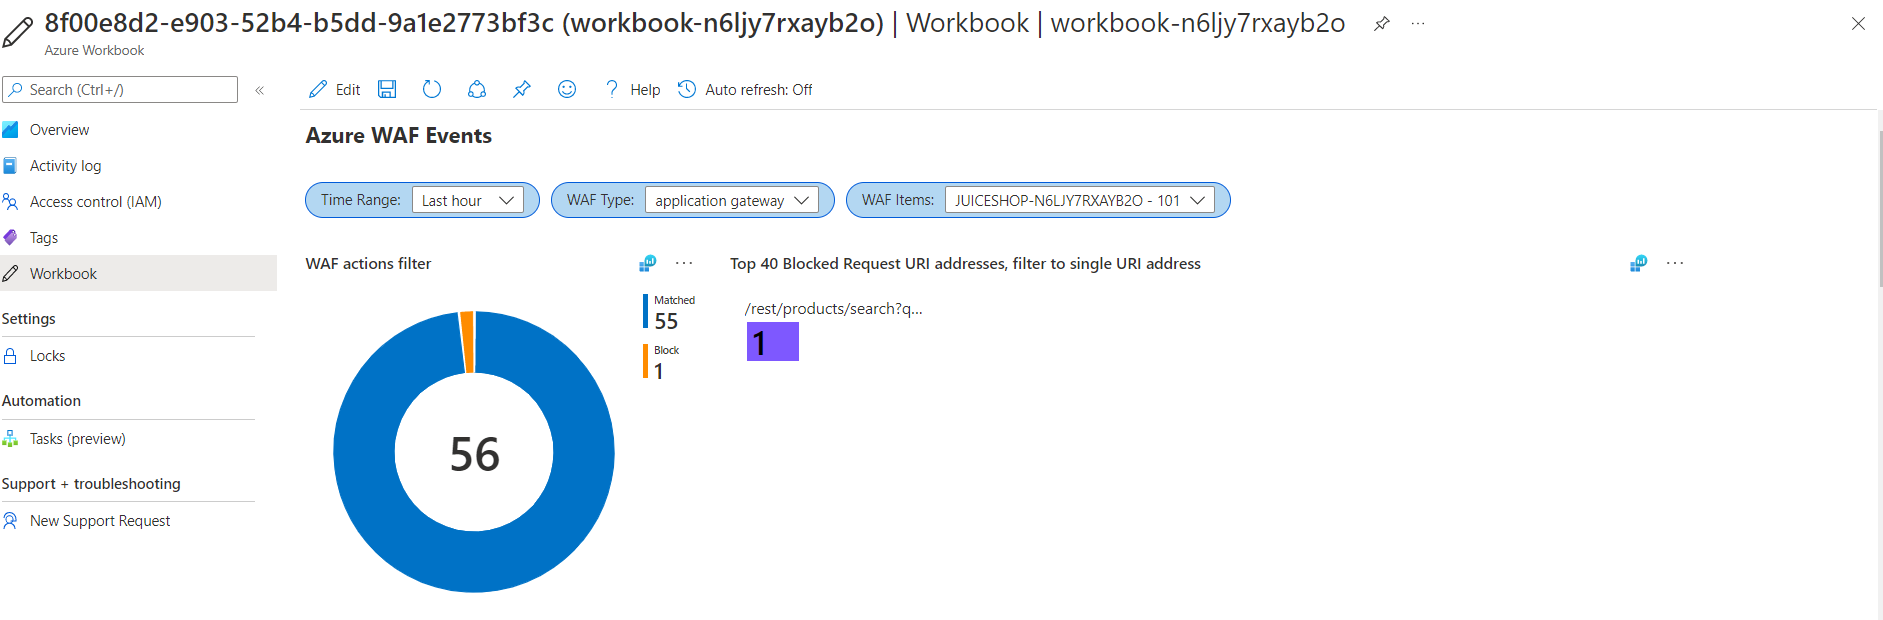 8f00e8d2-e903-52b4-b5dd-9a1e2773bf3c (workbook-n6ljy7rxayb2o) | Workbook | workbook-n6ljy7rxayb2o
Azure Workbook
Search (Ctrl+/)
Overview
Activity log
Access control (IAM)
Tags
Workbook
Settings
Locks
Automation
Tasks (preview)
Support + troubleshooting
New Support Request
Edit
Help
Auto refresh: Off
Azure WAF Events
Time Range: Last hour
WAF Type: application gateway
WAF Items: JUICESHOP-N6LJY7RXAYB2O - 101
WAF actions filter
56
Matched
55
Block
1
Top 40 Blocked Request URI addresses, filter to single URI address
/rest/products/search?q...
1